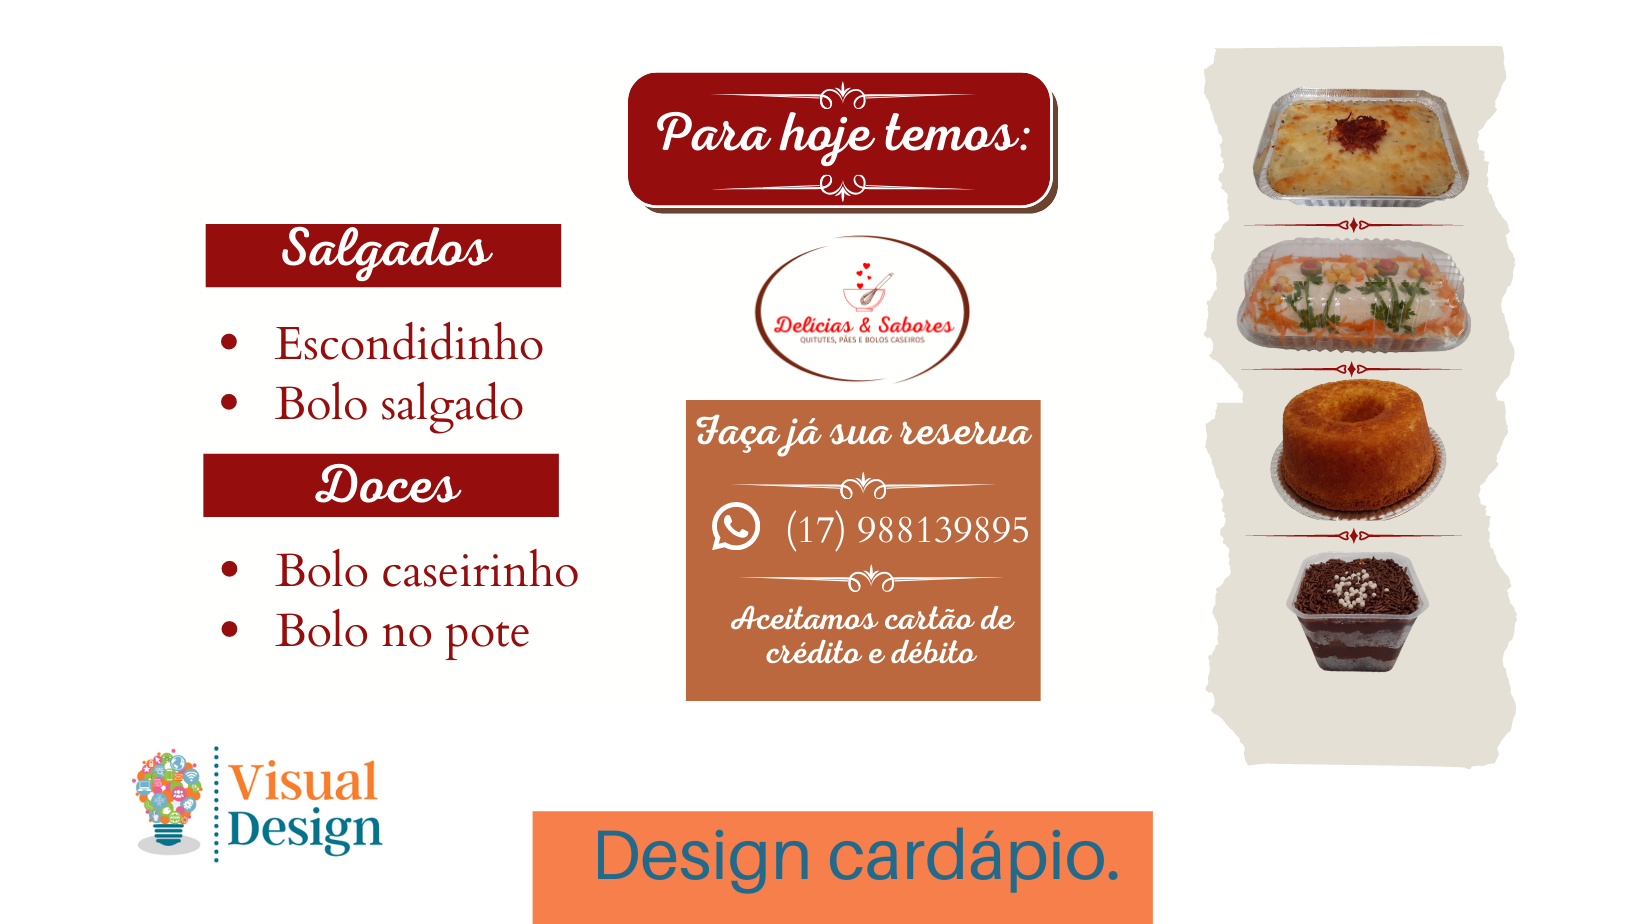 Para hoje temos:
Salgados
Escondidinho
Bolo salgado
Doces
Bolo caseirinho
Bolo no pote
Delícias & Sabores
QUITUTES, PÃES E BOLOS CASEIROS
Faça já sua reserva
(17) 988139895
Aceitamos cartão de
crédito e débito
Visual
Design
Design cardápio.